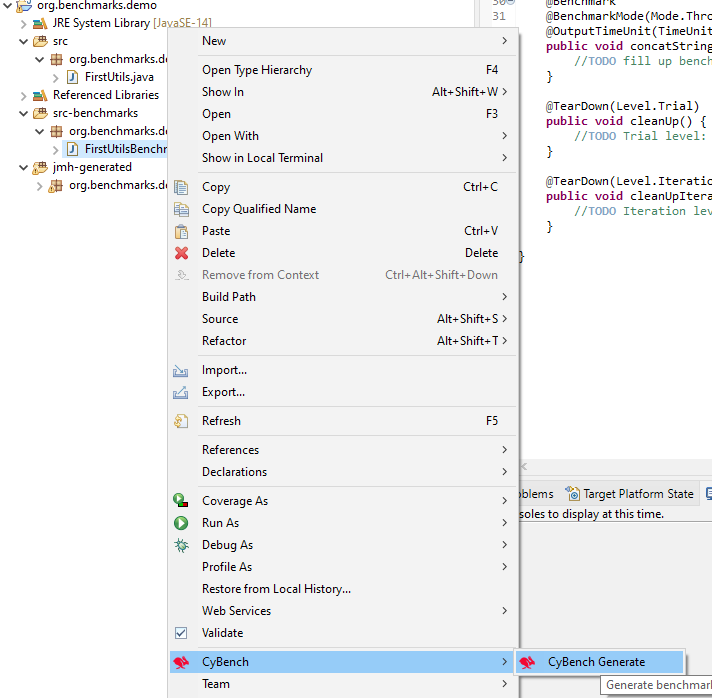 org.benchmarks.demo
JRE System Library [JavaSE-14]
src
org.benchmarks.de
FirstUtils.java
Referenced Libraries
src-benchmarks
org.benchmarks.de
FirstUtilsBenchr
jmh-generated
org.benchmarks.de
New
Open Type Hierarchy F4
Show In Alt+Shift+W
Open F3
Open With
Show in Local Terminal
Copy Ctrl+C
Copy Qualified Name
Paste Ctrl+V
Delete Delete
Remove from Context Ctrl+Alt+Shift+Down
Build Path
Source Alt+Shift+S
Refactor Alt+Shift+T
Import...
Export...
Refresh F5
References
Declarations
Coverage As
Run As
Debug As
Profile As
Restore from Local History...
Web Services
Validate
CyBench
Team
CyBench Generate
Generate benchmark
30 @Benchmark
31 @BenchmarkMode(Mode.Thro
@OutputTimeUnit(TimeUnit
public void concatString
//TODO fill up bench
}
@TearDown(Level.Trial)
public void cleanUp() {
//TODO Trial level:
}
@TearDown(Level.Iteratio
public void cleanUpItera
//TODO Iteration lev
}
}
oblems Target Platform State
soles to display at this time.